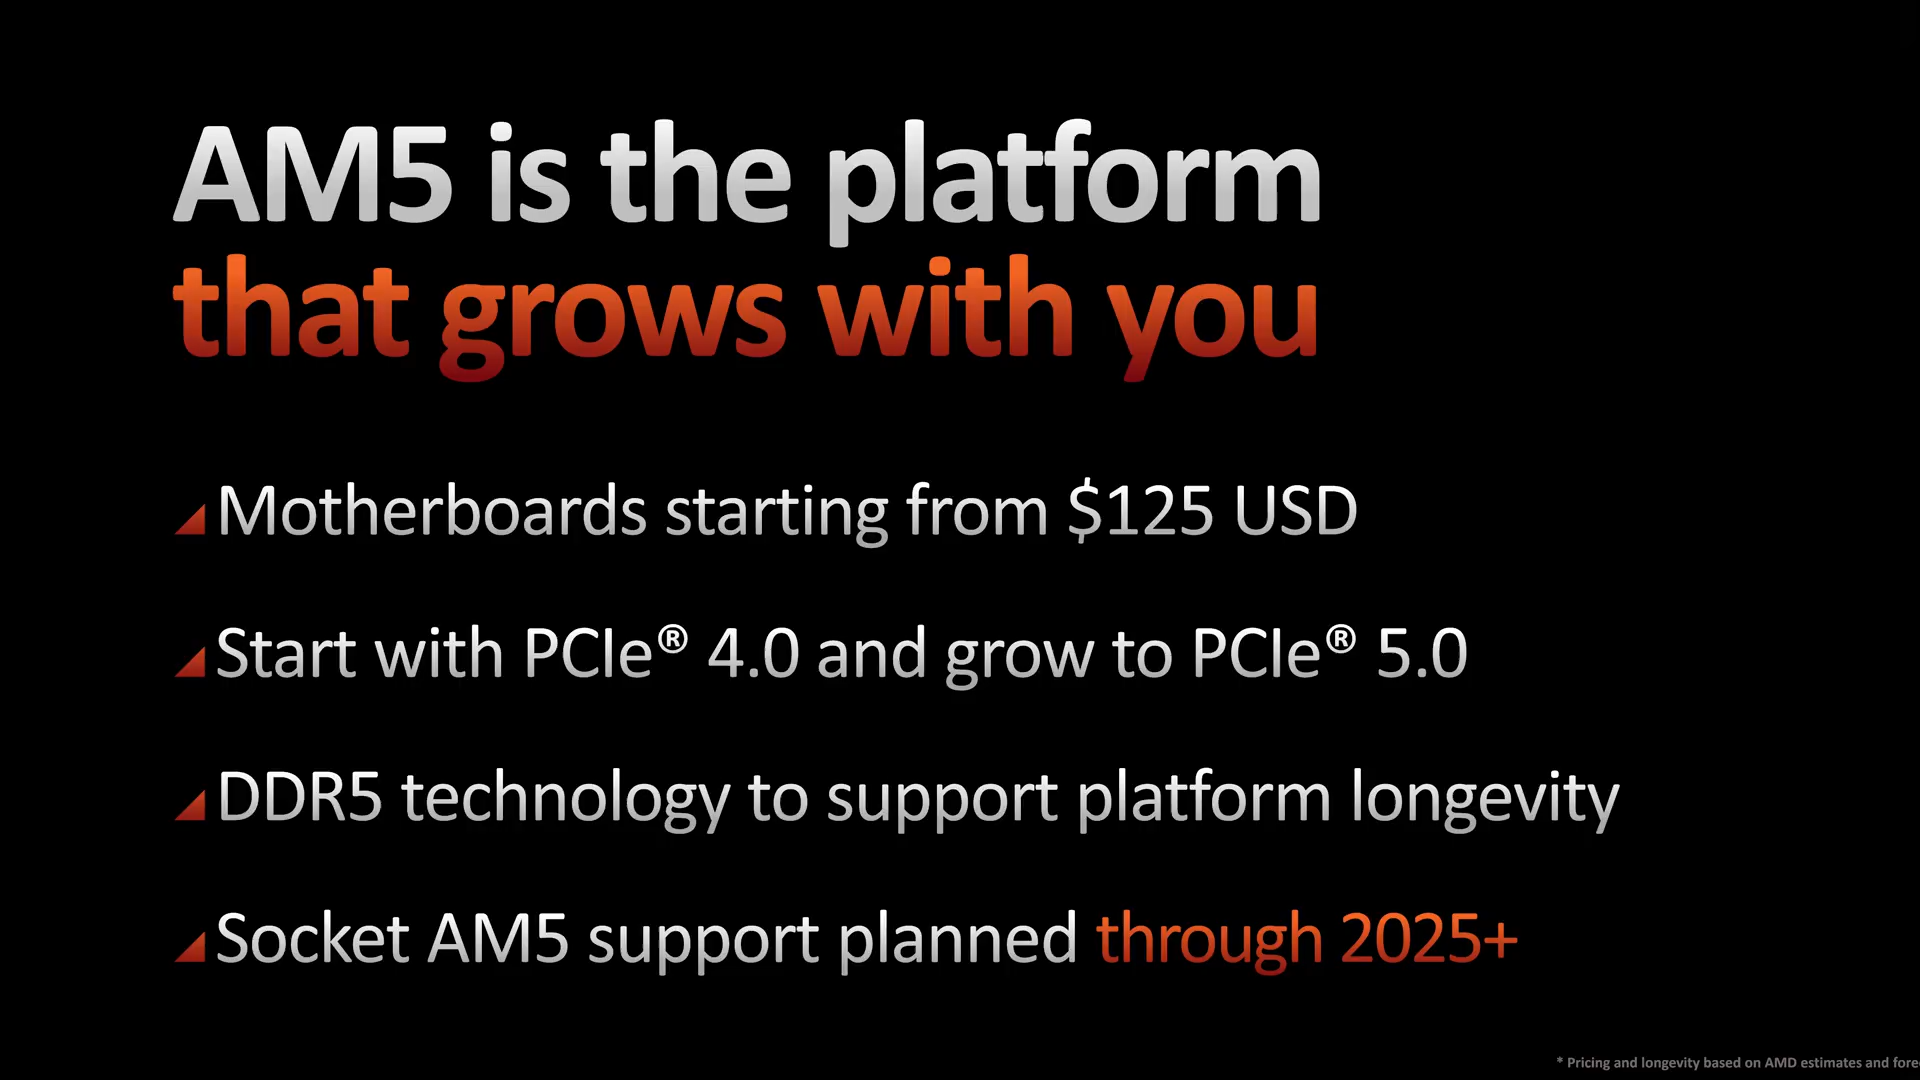 AM5 is the platform
that grows with you
Motherboards starting from $125 USD
Start with PCIe® 4.0 and grow to PCIe® 5.0
DDR5 technology to support platform longevity
Socket AM5 support planned through 2025+
* Pricing and longevity based on AMD estimates and